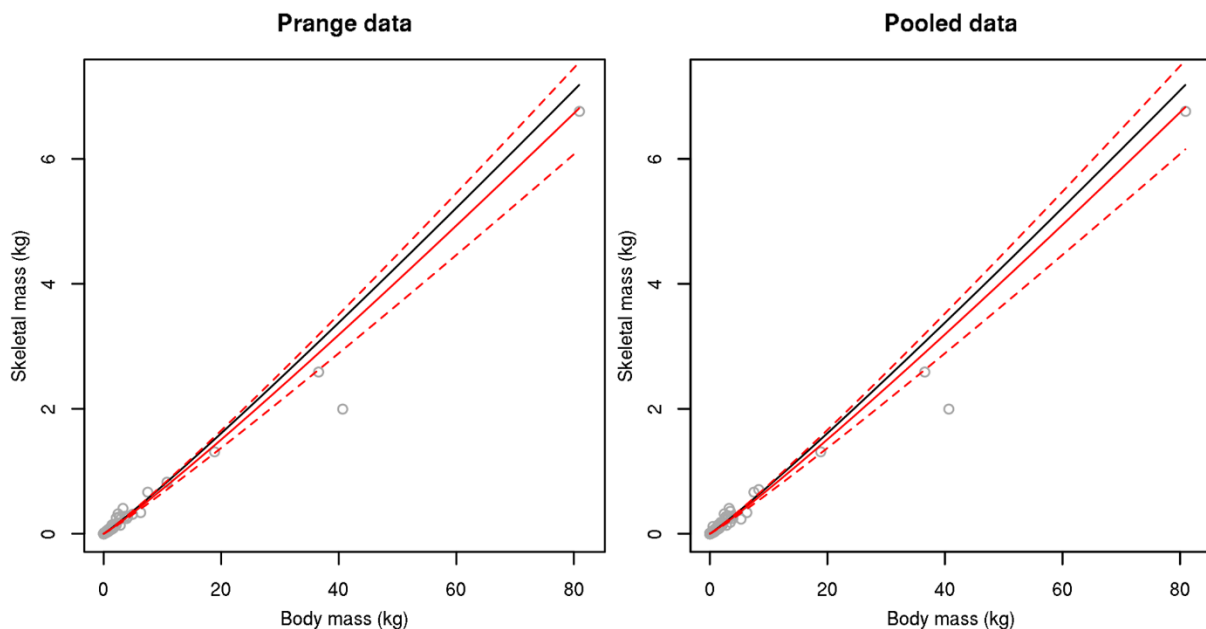 Prange data
Skeletal mass (kg)
6
4
2
0
0 20 40 60 80
Body mass (kg)
Pooled data
Skeletal mass (kg)
6
4
2
0
0 20 40 60 80
Body mass (kg)